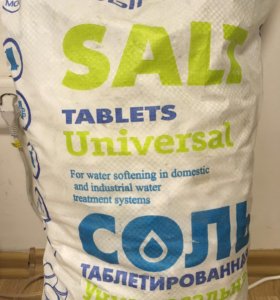 SALT
TABLETS
Universal
For water softening in domestic
and industrial water
treatment systems
СОЛЬ
ТАБЛЕТИРОВАННАЯ